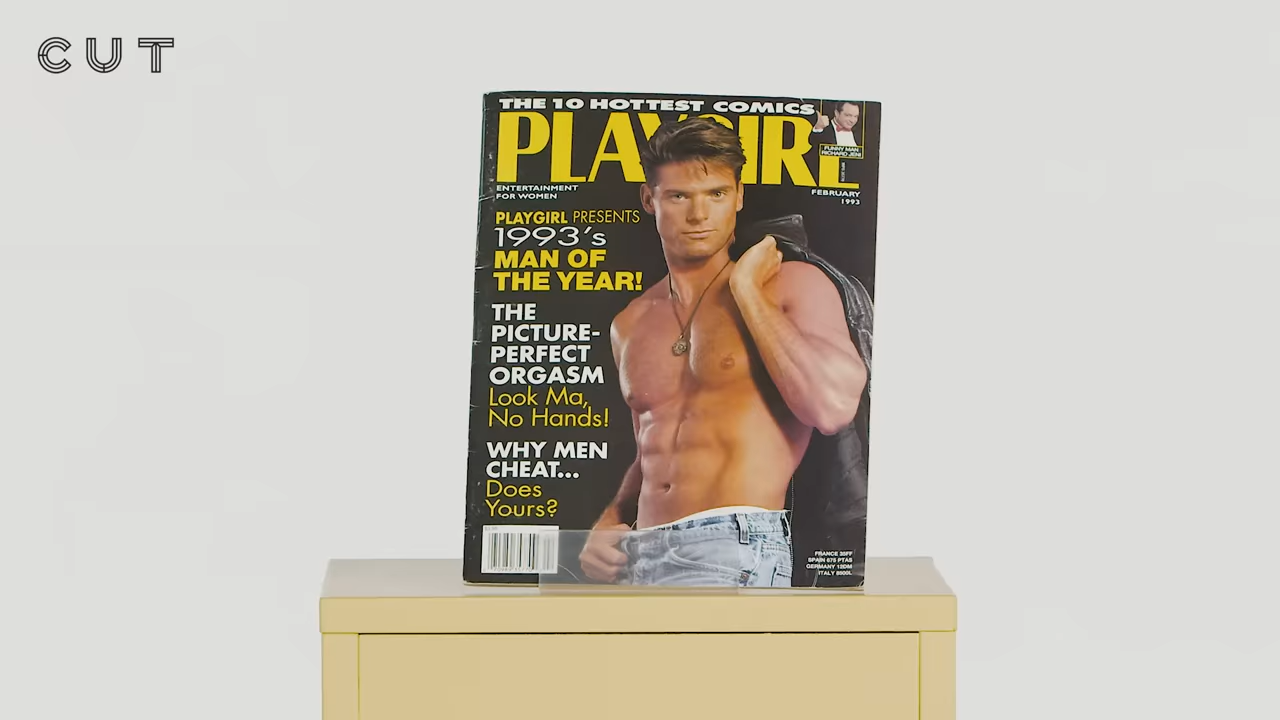 CUT
THE 10 HOTTEST COMICS
PLAYGIRL
FUNNY MAN
RICHARD JENI
ENTERTAINMENT
FOR WOMEN
FEBRUARY
1993
PLAYGIRL PRESENTS
1993's
MAN OF
THE YEAR!
THE
PICTURE-
PERFECT
ORGASM
Look Ma,
No Hands!
WHY MEN
CHEAT...
Does
Yours?
FRANCE 35FF
SPAIN 675 PTAS
GERMANY 12DM